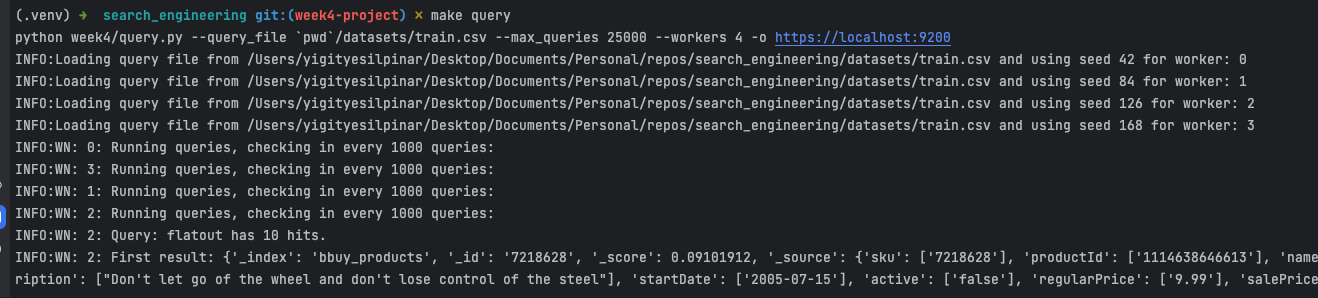 (.venv) ➜ search_engineering git:(week4-project) ✗ make query
python week4/query.py --query_file `pwd`/datasets/train.csv --max_queries 25000 --workers 4 -o https://localhost:9200
INFO:Loading query file from /Users/yigityesilpinar/Desktop/Documents/Personal/repos/search_engineering/datasets/train.csv and using seed 42 for worker: 0
INFO:Loading query file from /Users/yigityesilpinar/Desktop/Documents/Personal/repos/search_engineering/datasets/train.csv and using seed 84 for worker: 1
INFO:Loading query file from /Users/yigityesilpinar/Desktop/Documents/Personal/repos/search_engineering/datasets/train.csv and using seed 126 for worker: 2
INFO:Loading query file from /Users/yigityesilpinar/Desktop/Documents/Personal/repos/search_engineering/datasets/train.csv and using seed 168 for worker: 3
INFO:WN: 0: Running queries, checking in every 1000 queries:
INFO:WN: 3: Running queries, checking in every 1000 queries:
INFO:WN: 1: Running queries, checking in every 1000 queries:
INFO:WN: 2: Running queries, checking in every 1000 queries:
INFO:WN: 2: Query: flatout has 10 hits.
INFO:WN: 2: First result: {'_index': 'bbuy_products', '_id': '7218628', '_score': 0.09101912, '_source': {'sku': ['7218628'], 'productId': ['1114638646613'], 'name
ription': ["Don't let go of the wheel and don't lose control of the steel"], 'startDate': ['2005-07-15'], 'active': ['false'], 'regularPrice': ['9.99'], 'salePrice